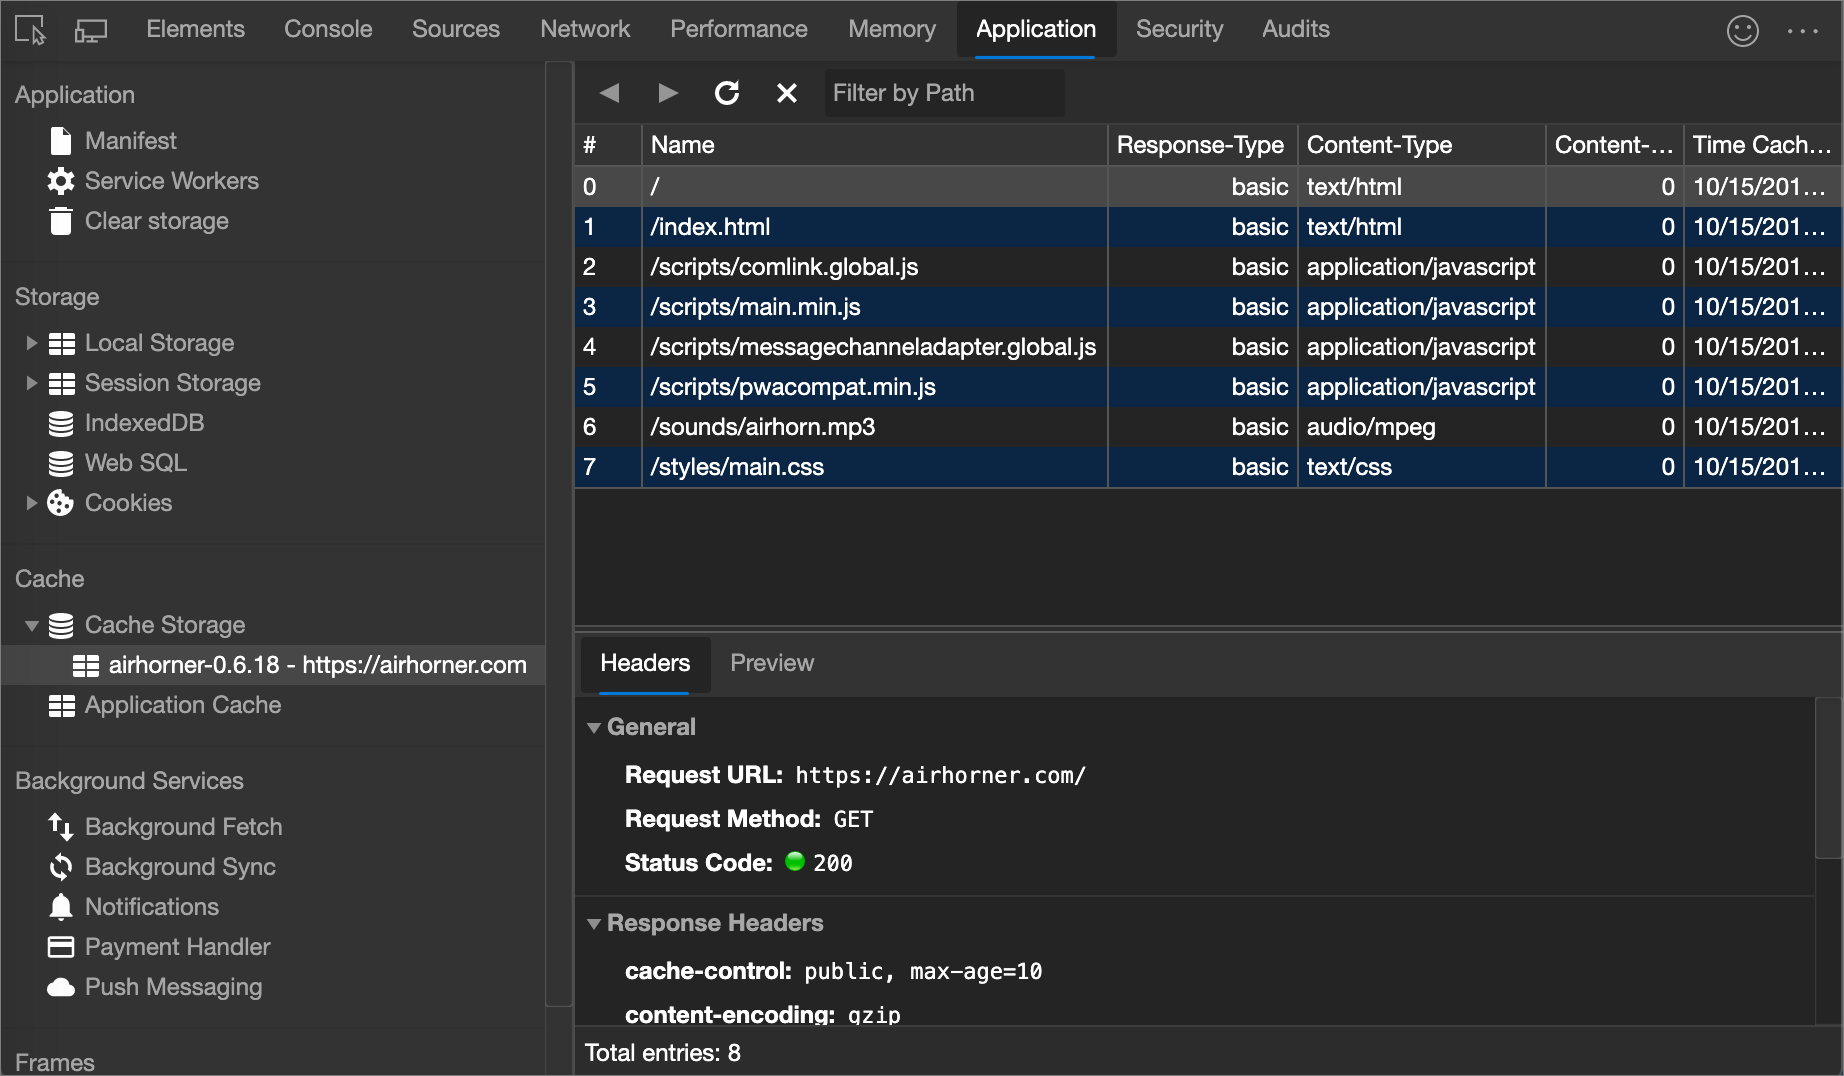 Elements Console Sources Network Performance Memory Application Security Audits
Application
Manifest
Service Workers
Clear storage
Storage
Local Storage
Session Storage
IndexedDB
Web SQL
Cookies
Cache
Cache Storage
airhorner-0.6.18 - https://airhorner.com
Application Cache
Background Services
Background Fetch
Background Sync
Notifications
Payment Handler
Push Messaging
Frames
Filter by Path
# Name Response-Type Content-Type Content-... Time Cach...
0 / basic text/html 0 10/15/201...
1 /index.html basic text/html 0 10/15/201...
2 /scripts/comlink.global.js basic application/javascript 0 10/15/201...
3 /scripts/main.min.js basic application/javascript 0 10/15/201...
4 /scripts/messagechanneladapter.global.js basic application/javascript 0 10/15/201...
5 /scripts/pwacompat.min.js basic application/javascript 0 10/15/201...
6 /sounds/airhorn.mp3 basic audio/mpeg 0 10/15/201...
7 /styles/main.css basic text/css 0 10/15/201...
Headers Preview
General
Request URL: https://airhorner.com/
Request Method: GET
Status Code: 200
Response Headers
cache-control: public, max-age=10
content-encoding: gzip
Total entries: 8